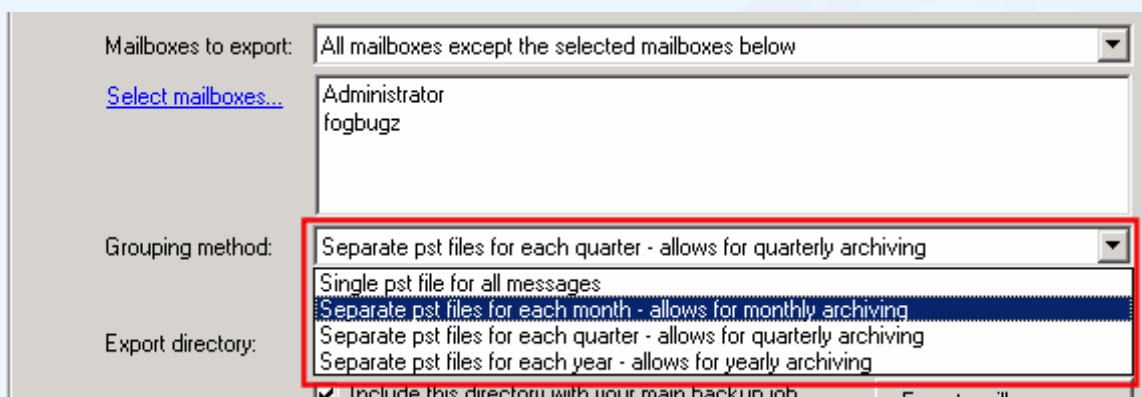 Mailboxes to export: All mailboxes except the selected mailboxes below
Select mailboxes...
Administrator
fogbugz
Grouping method: Separate pst files for each quarter - allows for quarterly archiving
Single pst file for all messages
Separate pst files for each month - allows for monthly archiving
Separate pst files for each quarter - allows for quarterly archiving
Export directory:
Separate pst files for each year - allows for yearly archiving
Include this directory with your main backup job